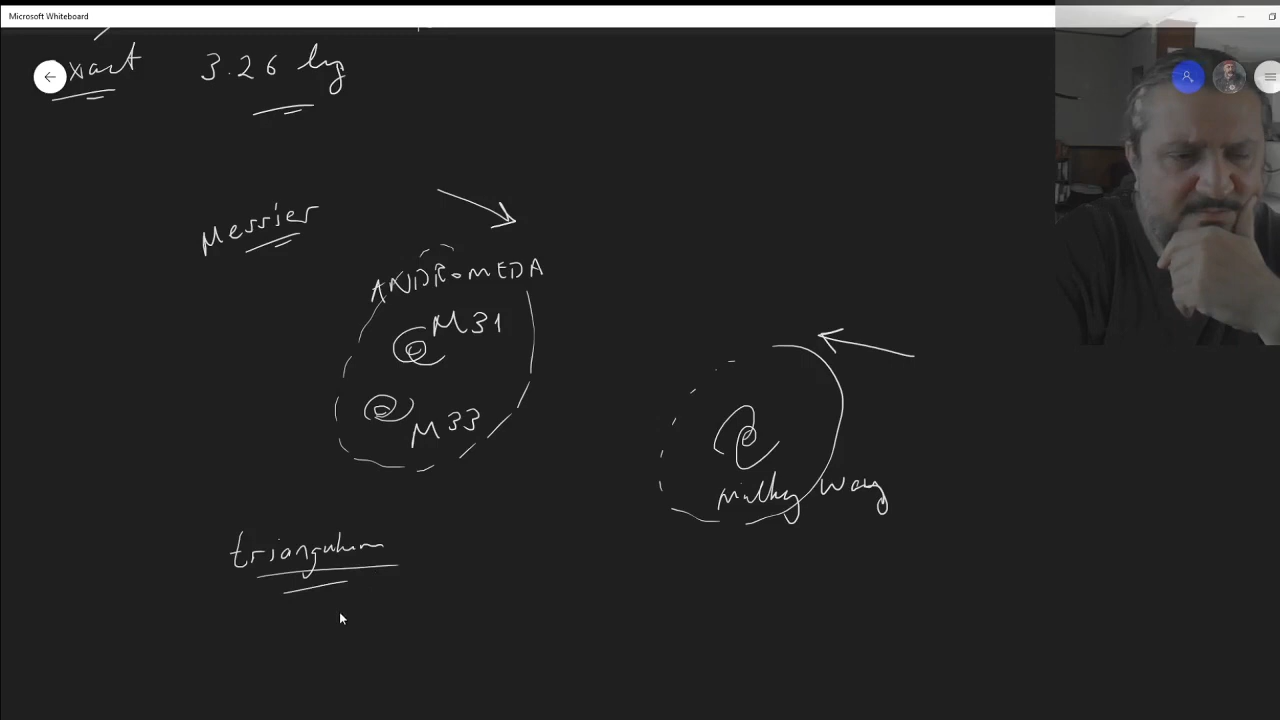 Microsoft Whiteboard
xact 3.26 ly
Messier
ANDROMEDA
M31
M33
Milky Way
triangulum